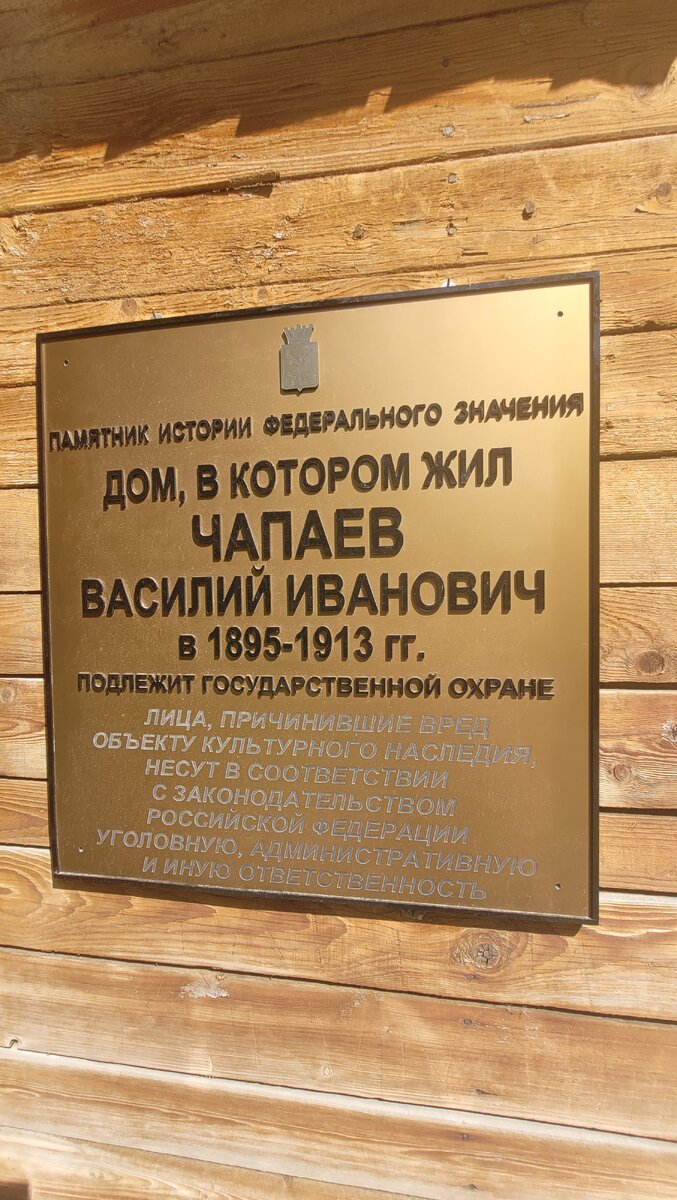 ПАМЯТНИК ИСТОРИИ ФЕДЕРАЛЬНОГО ЗНАЧЕНИЯ
ДОМ, В КОТОРОМ ЖИЛ
ЧАПАЕВ
ВАСИЛИЙ ИВАНОВИЧ
в 1895-1913 гг.
ПОДЛЕЖИТ ГОСУДАРСТВЕННОЙ ОХРАНЕ
ЛИЦА, ПРИЧИНИВШИЕ ВРЕД
ОБЪЕКТУ КУЛЬТУРНОГО НАСЛЕДИЯ,
НЕСУТ В СООТВЕТСТВИИ
С ЗАКОНОДАТЕЛЬСТВОМ
РОССИЙСКОЙ ФЕДЕРАЦИИ
УГОЛОВНУЮ, АДМИНИСТРАТИВНУЮ
И ИНУЮ ОТВЕТСТВЕННОСТЬ